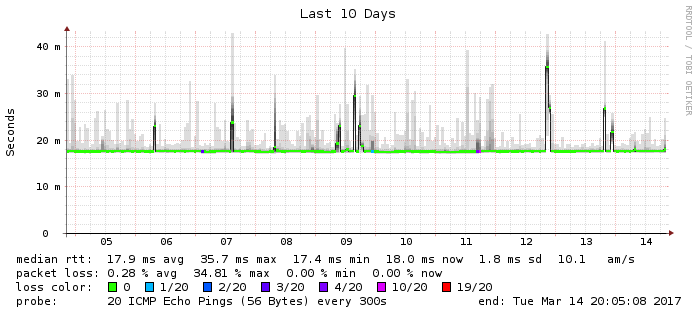 Last 10 Days
RRDTOOL / TOBI OETIKER
Seconds
40 m
30 m
20 m
10 m
0
05 06 07 08 09 10 11 12 13 14
median rtt: 17.9 ms avg 35.7 ms max 17.4 ms min 18.0 ms now 1.8 ms sd 10.1 am/s
packet loss: 0.28 % avg 34.81 % max 0.00 % min 0.00 % now
loss color: 0 1/20 2/20 3/20 4/20 10/20 19/20
probe: 20 ICMP Echo Pings (56 Bytes) every 300s end: Tue Mar 14 20:05:08 2017